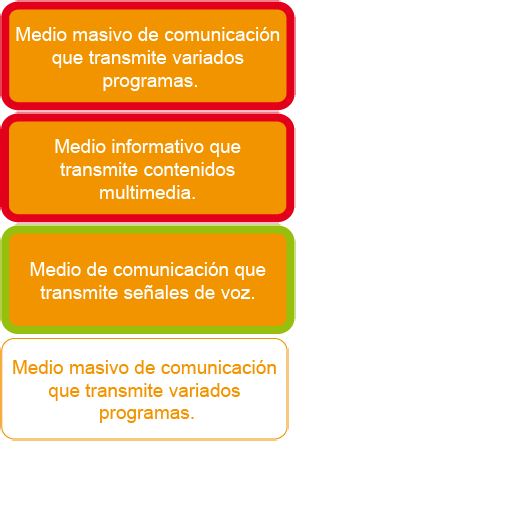 Medio masivo de comunicación
que transmite variados
programas.
Medio informativo que
transmite contenidos
multimedia.
Medio de comunicación que
transmite señales de voz.
Medio masivo de comunicación
que transmite variados
programas.